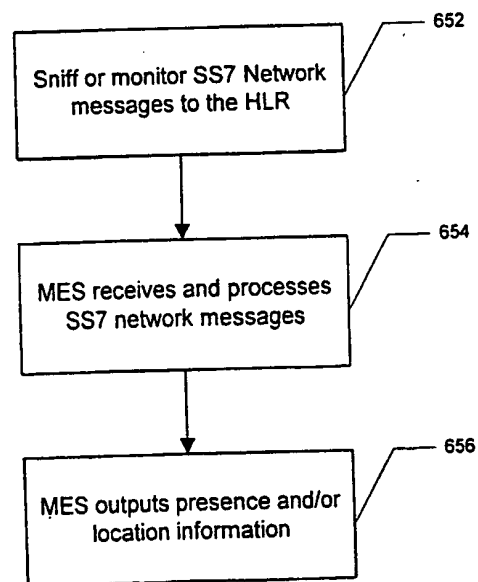 652
Sniff or monitor SS7 Network
messages to the HLR
654
MES receives and processes
SS7 network messages
656
MES outputs presence and/or
location information